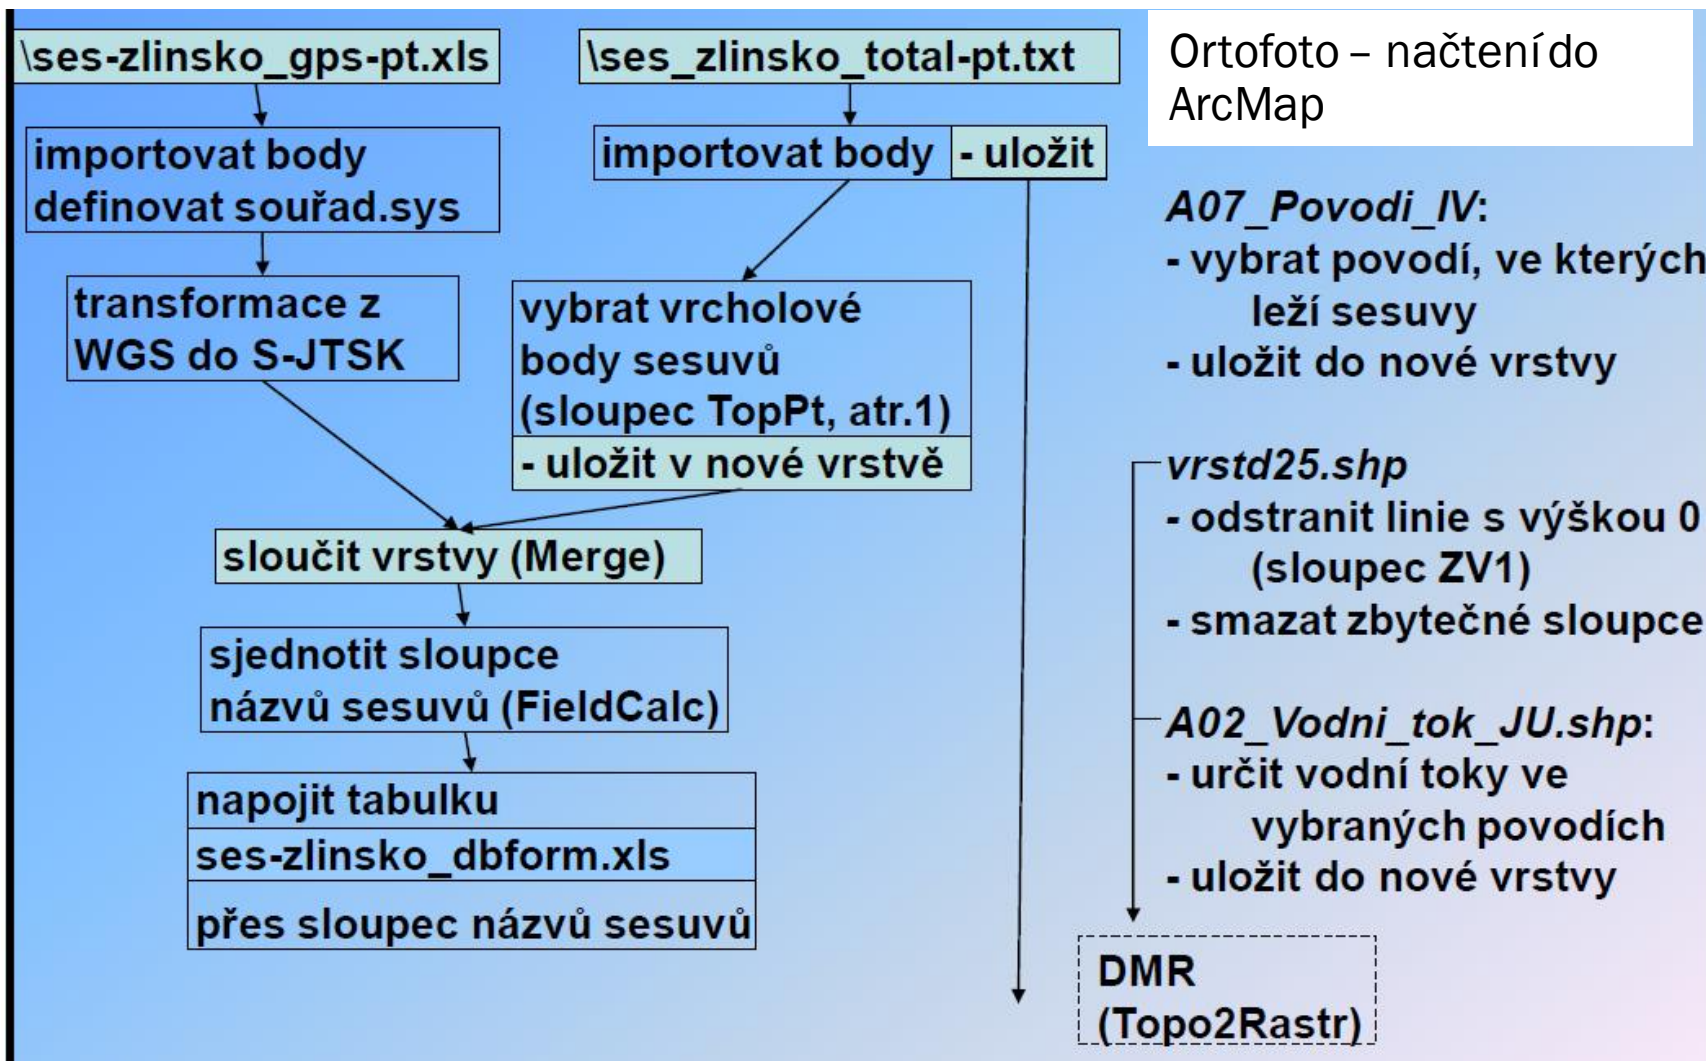 \ses-zlinsko_gps-pt.xls
importovat body
definovat souřad.sys
transformace z
WGS do S-JTSK
\ses_zlinsko_total-pt.txt
importovat body - uložit
vybrat vrcholové
body sesuvů
(sloupec TopPt, atr.1)
- uložit v nové vrstvě
sloučit vrstvy (Merge)
sjednotit sloupce
názvů sesuvů (FieldCalc)
napojit tabulku
ses-zlinsko_dbform.xls
přes sloupec názvů sesuvů
Ortofoto – načtení do
ArcMap
A07_Povodi_IV:
- vybrat povodí, ve kterých
leží sesuvy
- uložit do nové vrstvy
vrstd25.shp
- odstranit linie s výškou 0
(sloupec ZV1)
- smazat zbytečné sloupce
A02_Vodni_tok_JU.shp:
- určit vodní toky ve
vybraných povodích
- uložit do nové vrstvy
DMR
(Topo2Rastr)